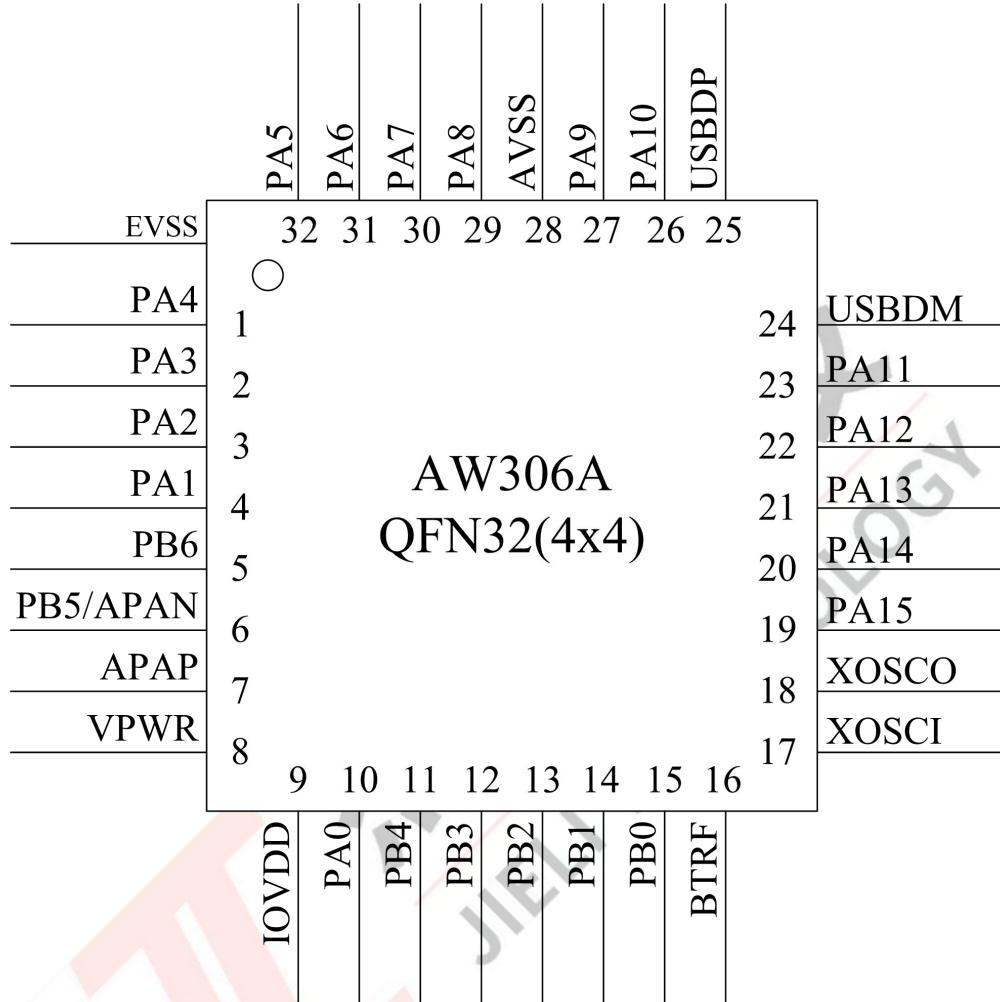 PA5 PA6 PA7 PA8 AVSS PA9 PA10 USBDP
EVSS
32 31 30 29 28 27 26 25
PA4 1
PA3 2
PA2 3
PA1 4
PB6 5
PB5/APAN 6
APAP 7
VPWR 8
AW306A
QFN32(4x4)
24 USBDM
23 PA11
22 PA12
21 PA13
20 PA14
19 PA15
18 XOSCO
17 XOSCI
9 10 11 12 13 14 15 16
IOVDD PA0 PB4 PB3 PB2 PB1 PB0 BTRF